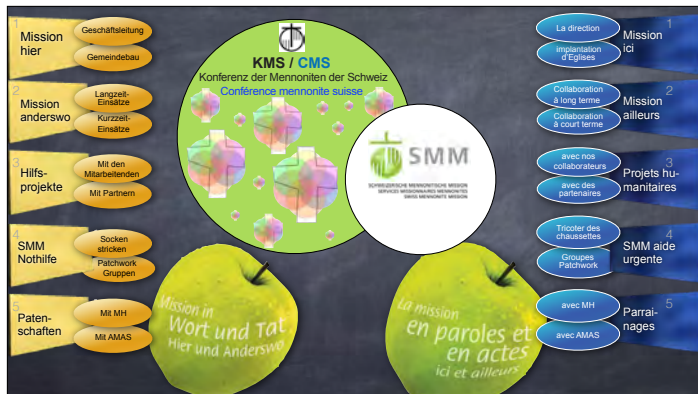 1
Mission
hier
Geschäftsleitung
Gemeindebau
2
Mission
anderswo
Langzeit-
Einsätze
Kurzzeit-
Einsätze
3
Hilfs-
projekte
Mit den
Mitarbeitenden
Mit Partnern
4
SMM
Nothilfe
Socken
stricken
Patchwork
Gruppen
5
Paten-
schaften
Mit MH
Mit AMAS
KMS / CMS
Konferenz der Mennoniten der Schweiz
Conférence mennonite suisse
SMM
SCHWEIZERISCHE MENNONITISCHE MISSION
SERVICES MISSIONNAIRES MENNONITES
SWISS MENNONITE MISSION
Mission in
Wort und Tat
Hier und Anderswo
La mission
en paroles et
en actes
ici et ailleurs
La direction
implantation
d'Eglises
1
Mission
ici
Collaboration
à long terme
Collaboration
à court terme
2
Mission
ailleurs
avec nos
collaborateurs
avec des
partenaires
3
Projets hu-
manitaires
Tricoter des
chaussettes
Groupes
Patchwork
4
SMM aide
urgente
avec MH
avec AMAS
5
Parrai-
nages